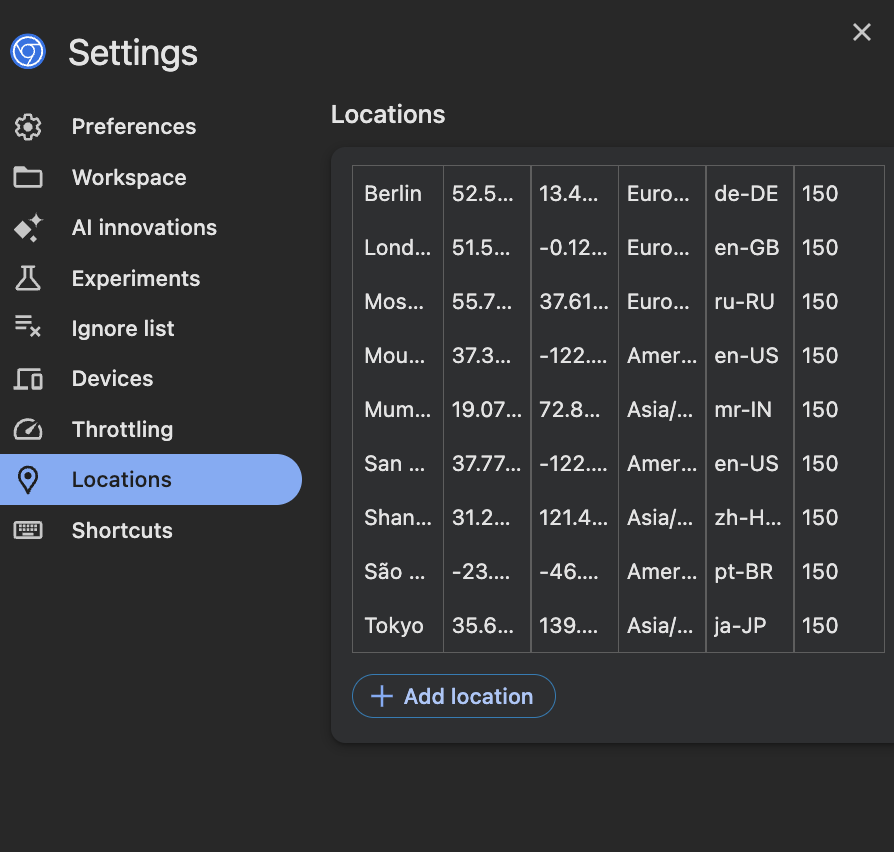 Settings
Preferences
Workspace
AI innovations
Experiments
Ignore list
Devices
Throttling
Locations
Shortcuts
Locations
Berlin 52.5... 13.4... Euro... de-DE 150
Lond... 51.5... -0.12... Euro... en-GB 150
Mos... 55.7... 37.61... Euro... ru-RU 150
Mou... 37.3... -122.... Amer... en-US 150
Mum... 19.07... 72.8... Asia/... mr-IN 150
San ... 37.77... -122.... Amer... en-US 150
Shan... 31.2... 121.4... Asia/... zh-H... 150
São ... -23.... -46.... Amer... pt-BR 150
Tokyo 35.6... 139.... Asia/... ja-JP 150
Add location